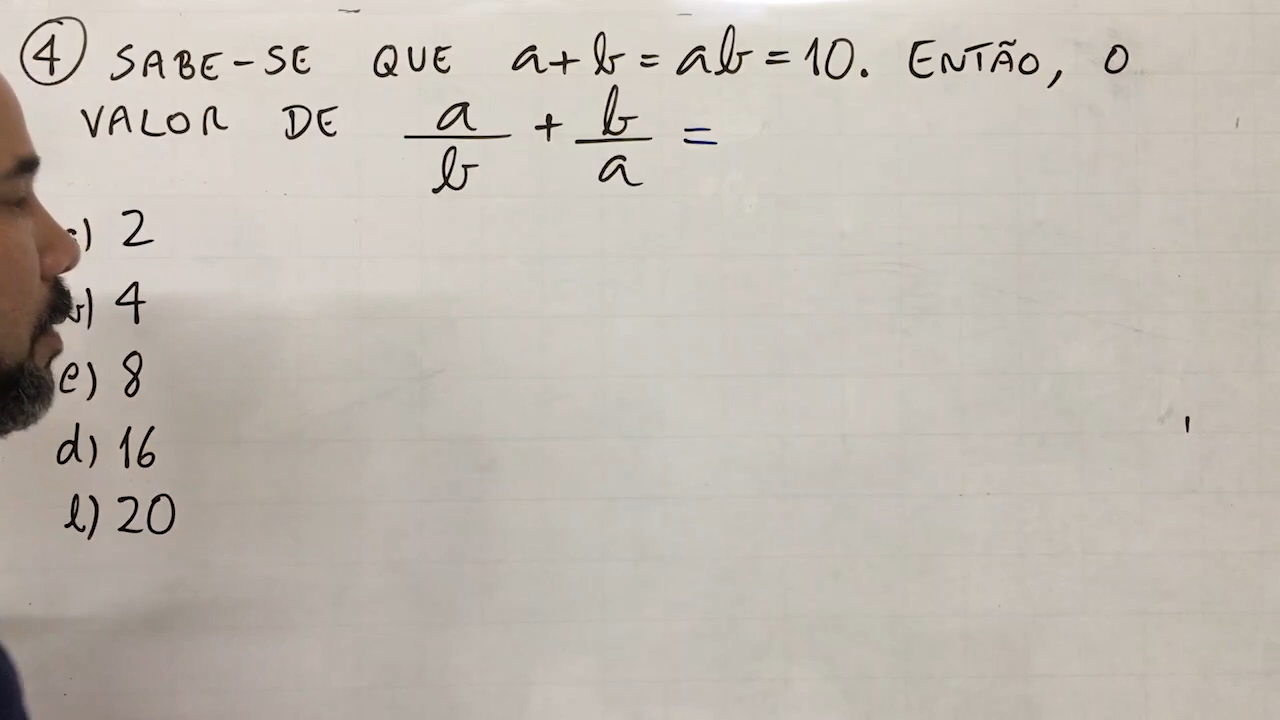 4 SABE-SE QUE a+b=ab=10. ENTÃO, O
VALOR DE a/b + b/a =
) 2
) 4
c) 8
d) 16
e) 20